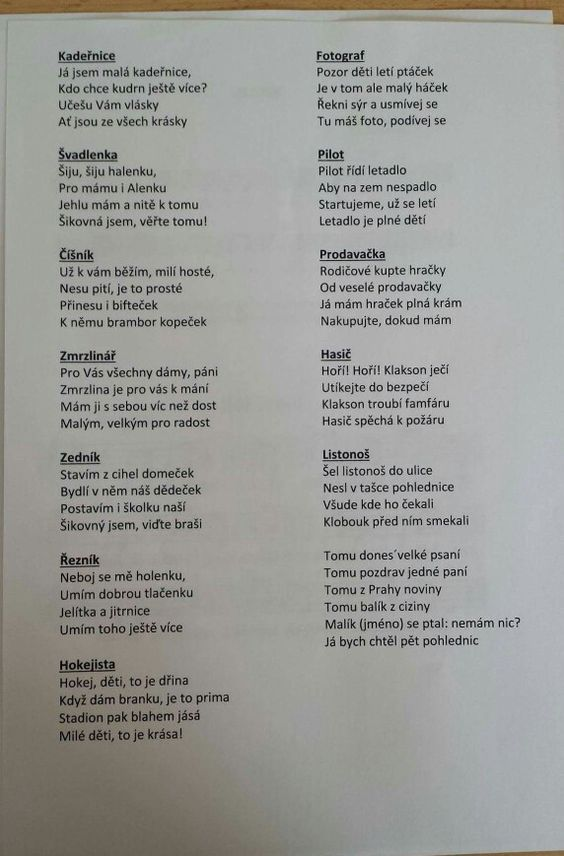 Kadeřnice
Já jsem malá kadeřnice,
Kdo chce kudrn ještě více?
Učešu Vám vlásky
Ať jsou ze všech krásky
Švadlenka
Šiju, šiju halenku,
Pro mámu i Alenku
Jehlu mám a nitě k tomu
Šikovná jsem, věřte tomu!
Číšník
Už k vám běžím, milí hosté,
Nesu pití, je to prosté
Přinesu i bifteček
K němu brambor kopeček
Zmrzlinář
Pro Vás všechny dámy, páni
Zmrzlina je pro vás k mání
Mám ji s sebou víc než dost
Malým, velkým pro radost
Zedník
Stavím z cihel domeček
Bydlí v něm náš dědeček
Postavím i školku naší
Šikovný jsem, viďte braši
Řezník
Neboj se mě holenku,
Umím dobrou tlačenku
Jelítka a jitrnice
Umím toho ještě více
Hokejista
Hokej, děti, to je dřina
Když dám branku, je to prima
Stadion pak blahem jásá
Milé děti, to je krása!
Fotograf
Pozor děti letí ptáček
Je v tom ale malý háček
Řekni sýr a usmívej se
Tu máš foto, podívej se
Pilot
Pilot řídí letadlo
Aby na zem nespadlo
Startujeme, už se letí
Letadlo je plné dětí
Prodavačka
Rodičové kupte hračky
Od veselé prodavačky
Já mám hraček plná krám
Nakupujte, dokud mám
Hasič
Hoří! Hoří! Klakson ječí
Utíkejte do bezpečí
Klakson troubí famfáru
Hasič spěchá k požáru
Listonoš
Šel listonoš do ulice
Nesl v tašce pohlednice
Všude kde ho čekali
Klobouk před ním smekali
Tomu dones´velké psaní
Tomu pozdrav jedné paní
Tomu z Prahy noviny
Tomu balík z ciziny
Malík (jméno) se ptal: nemám nic?
Já bych chtěl pět pohlednic